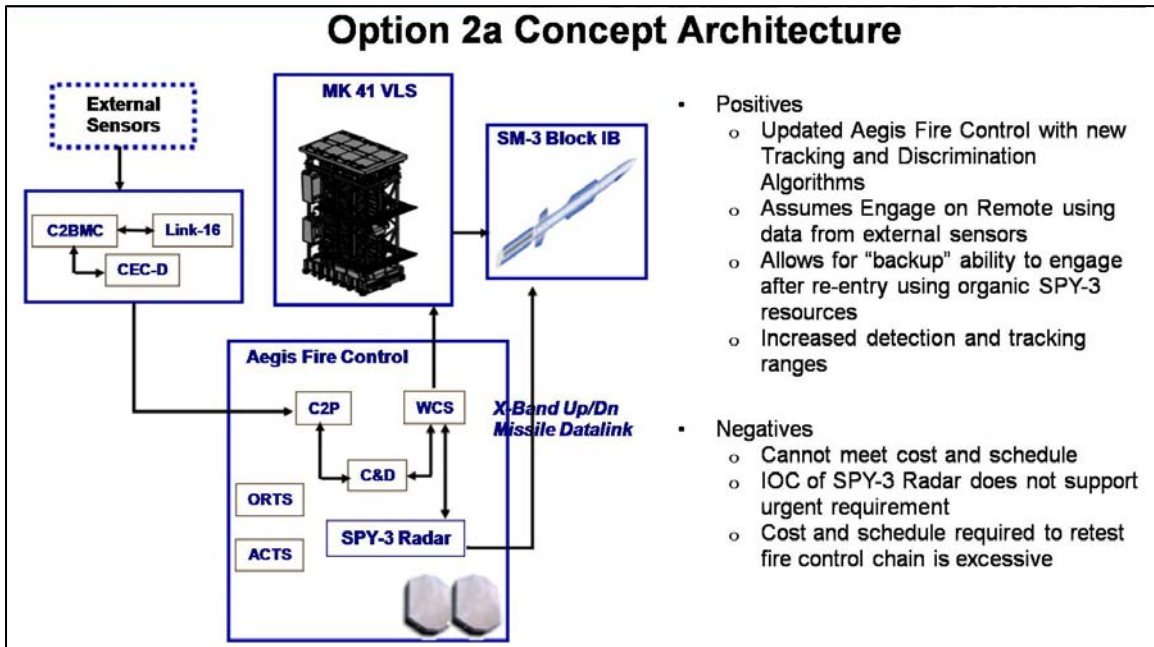 Option 2a Concept Architecture
External
Sensors
C2BMC
Link-16
CEC-D
MK 41 VLS
SM-3 Block IB
Aegis Fire Control
C2P
WCS
X-Band Up/Dn
Missile Datalink
C&D
ORTS
SPY-3 Radar
ACTS
• Positives
o Updated Aegis Fire Control with new
Tracking and Discrimination
Algorithms
o Assumes Engage on Remote using
data from external sensors
o Allows for “backup” ability to engage
after re-entry using organic SPY-3
resources
o Increased detection and tracking
ranges
• Negatives
o Cannot meet cost and schedule
o IOC of SPY-3 Radar does not support
urgent requirement
o Cost and schedule required to retest
fire control chain is excessive